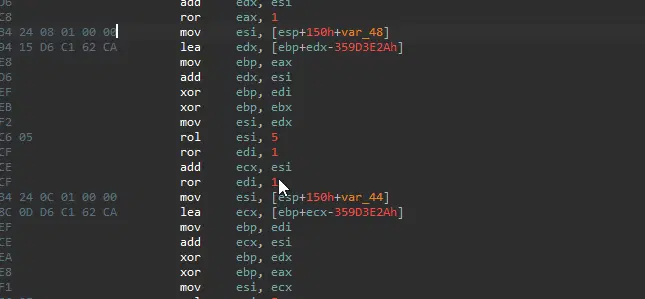 D6 add edx, esi
C8 ror eax, 1
34 24 08 01 00 00 mov esi, [esp+150h+var_48]
94 15 D6 C1 62 CA lea edx, [ebp+edx-359D3E2Ah]
E8 mov ebp, eax
D6 add edx, esi
EF xor ebp, edi
EB xor ebp, ebx
F2 mov esi, edx
C6 05 rol esi, 5
CF ror edi, 1
CE add ecx, esi
CF ror edi, 1
34 24 0C 01 00 00 mov esi, [esp+150h+var_44]
8C 0D D6 C1 62 CA lea ecx, [ebp+ecx-359D3E2Ah]
EF mov ebp, edi
CE add ecx, esi
EA xor ebp, edx
E8 xor ebp, eax
F1 mov esi, ecx